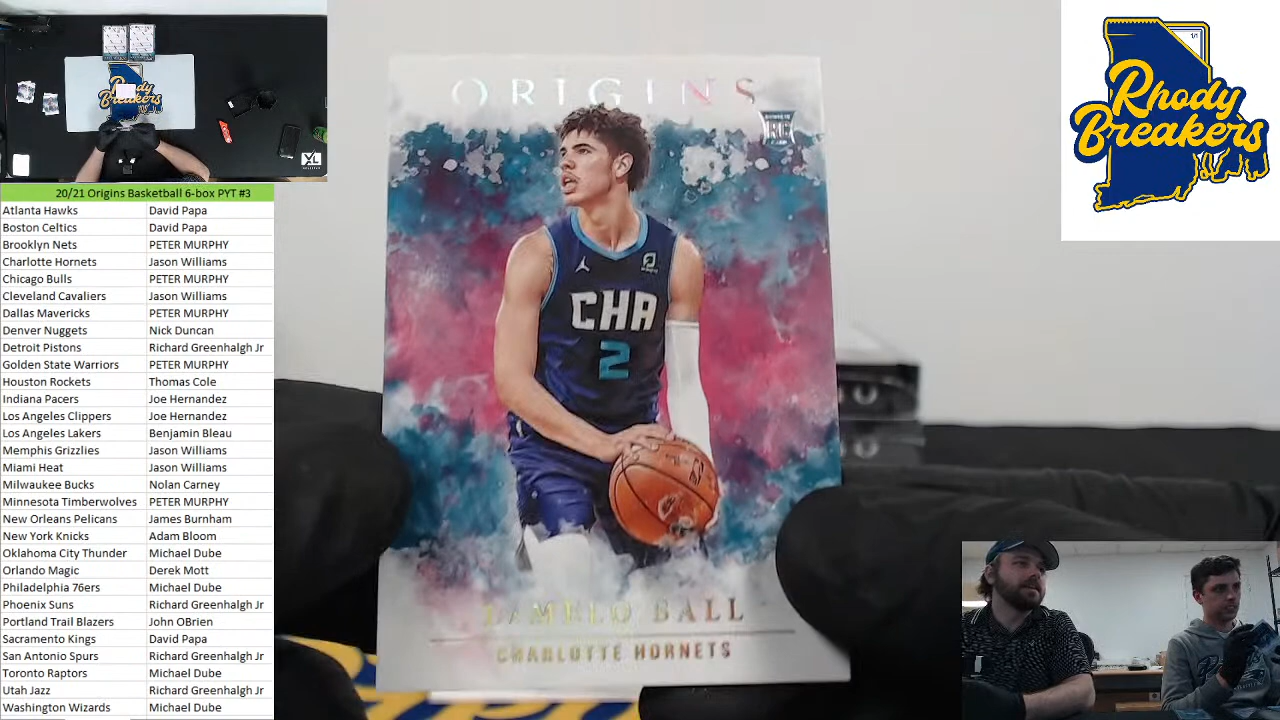 ORIGINS
RC
CHA
2
LAMELO BALL
CHARLOTTE HORNETS
Rhody
Breakers
1/1
Rhody
Breakers
XL
20/21 Origins Basketball 6-box PYT #3
Atlanta Hawks David Papa
Boston Celtics David Papa
Brooklyn Nets PETER MURPHY
Charlotte Hornets Jason Williams
Chicago Bulls PETER MURPHY
Cleveland Cavaliers Jason Williams
Dallas Mavericks PETER MURPHY
Denver Nuggets Nick Duncan
Detroit Pistons Richard Greenhalgh Jr
Golden State Warriors PETER MURPHY
Houston Rockets Thomas Cole
Indiana Pacers Joe Hernandez
Los Angeles Clippers Joe Hernandez
Los Angeles Lakers Benjamin Bleau
Memphis Grizzlies Jason Williams
Miami Heat Jason Williams
Milwaukee Bucks Nolan Carney
Minnesota Timberwolves PETER MURPHY
New Orleans Pelicans James Burnham
New York Knicks Adam Bloom
Oklahoma City Thunder Michael Dube
Orlando Magic Derek Mott
Philadelphia 76ers Michael Dube
Phoenix Suns Richard Greenhalgh Jr
Portland Trail Blazers John OBrien
Sacramento Kings David Papa
San Antonio Spurs Richard Greenhalgh Jr
Toronto Raptors Michael Dube
Utah Jazz Richard Greenhalgh Jr
Washington Wizards Michael Dube